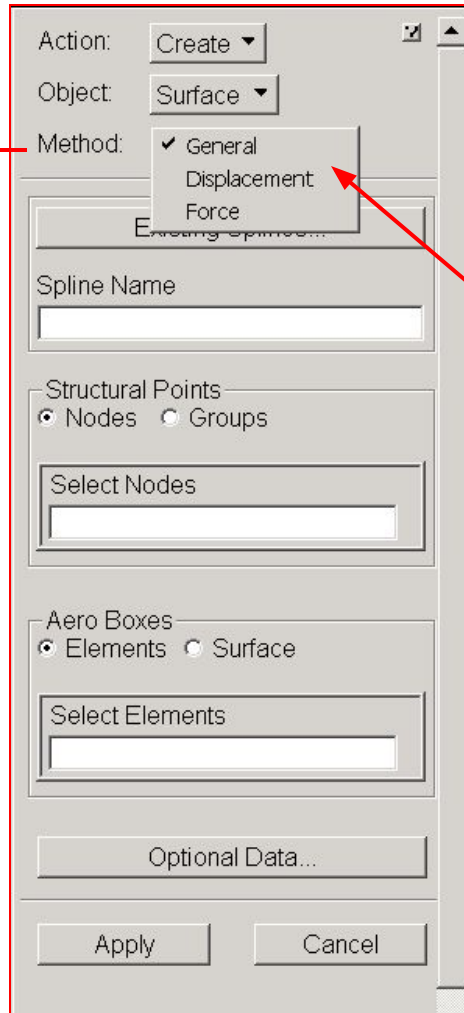 Action: Create
Object: Surface
Method: General
Displacement
Force
Existing Splines...
Spline Name
Structural Points
Nodes Groups
Select Nodes
Aero Boxes
Elements Surface
Select Elements
Optional Data...
Apply Cancel